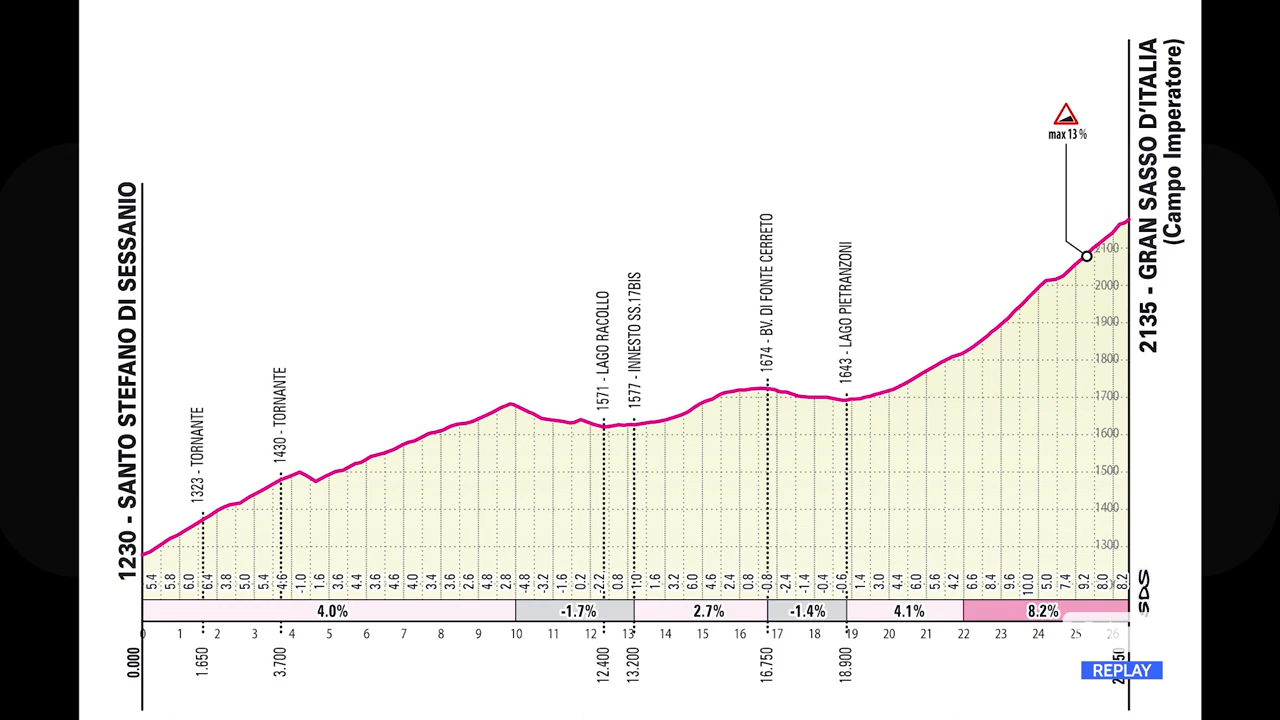 max 13 %
2135 - GRAN SASSO D'ITALIA
(Campo Imperatore)
1230 - SANTO STEFANO DI SESSANIO
1323 - TORNANTE
1430 - TORNANTE
1571 - LAGO RACOLLO
1577 - INNESTO SS.17BIS
1674 - BV. DI FONTE CERRETO
1643 - LAGO PIETRANZONI
2100
2000
1900
1800
1700
1600
1500
1400
1300
5.4 5.8 6.0 6.4 3.8 5.0 5.4 4.6 -1.0 1.6 3.6 4.4 3.6 4.6 4.0 3.4 3.6 2.6 4.8 2.8 -4.8 -3.2 -1.6 0.2 -2.2 0.8 1.0 1.6 3.2 6.0 4.6 2.4 0.8 -0.8 -2.4 -1.4 -0.4 -0.6 1.4 3.0 4.4 6.0 5.6 4.2 6.6 8.4 9.6 10.0 5.0 7.4 9.2 8.0 6.2
SDS
4.0% -1.7% 2.7% -1.4% 4.1% 8.2%
0 1 2 3 4 5 6 7 8 9 10 11 12 13 14 15 16 17 18 19 20 21 22 23 24 25 26
0.000 1.650 3.700 12.400 13.200 16.750 18.900
REPLAY